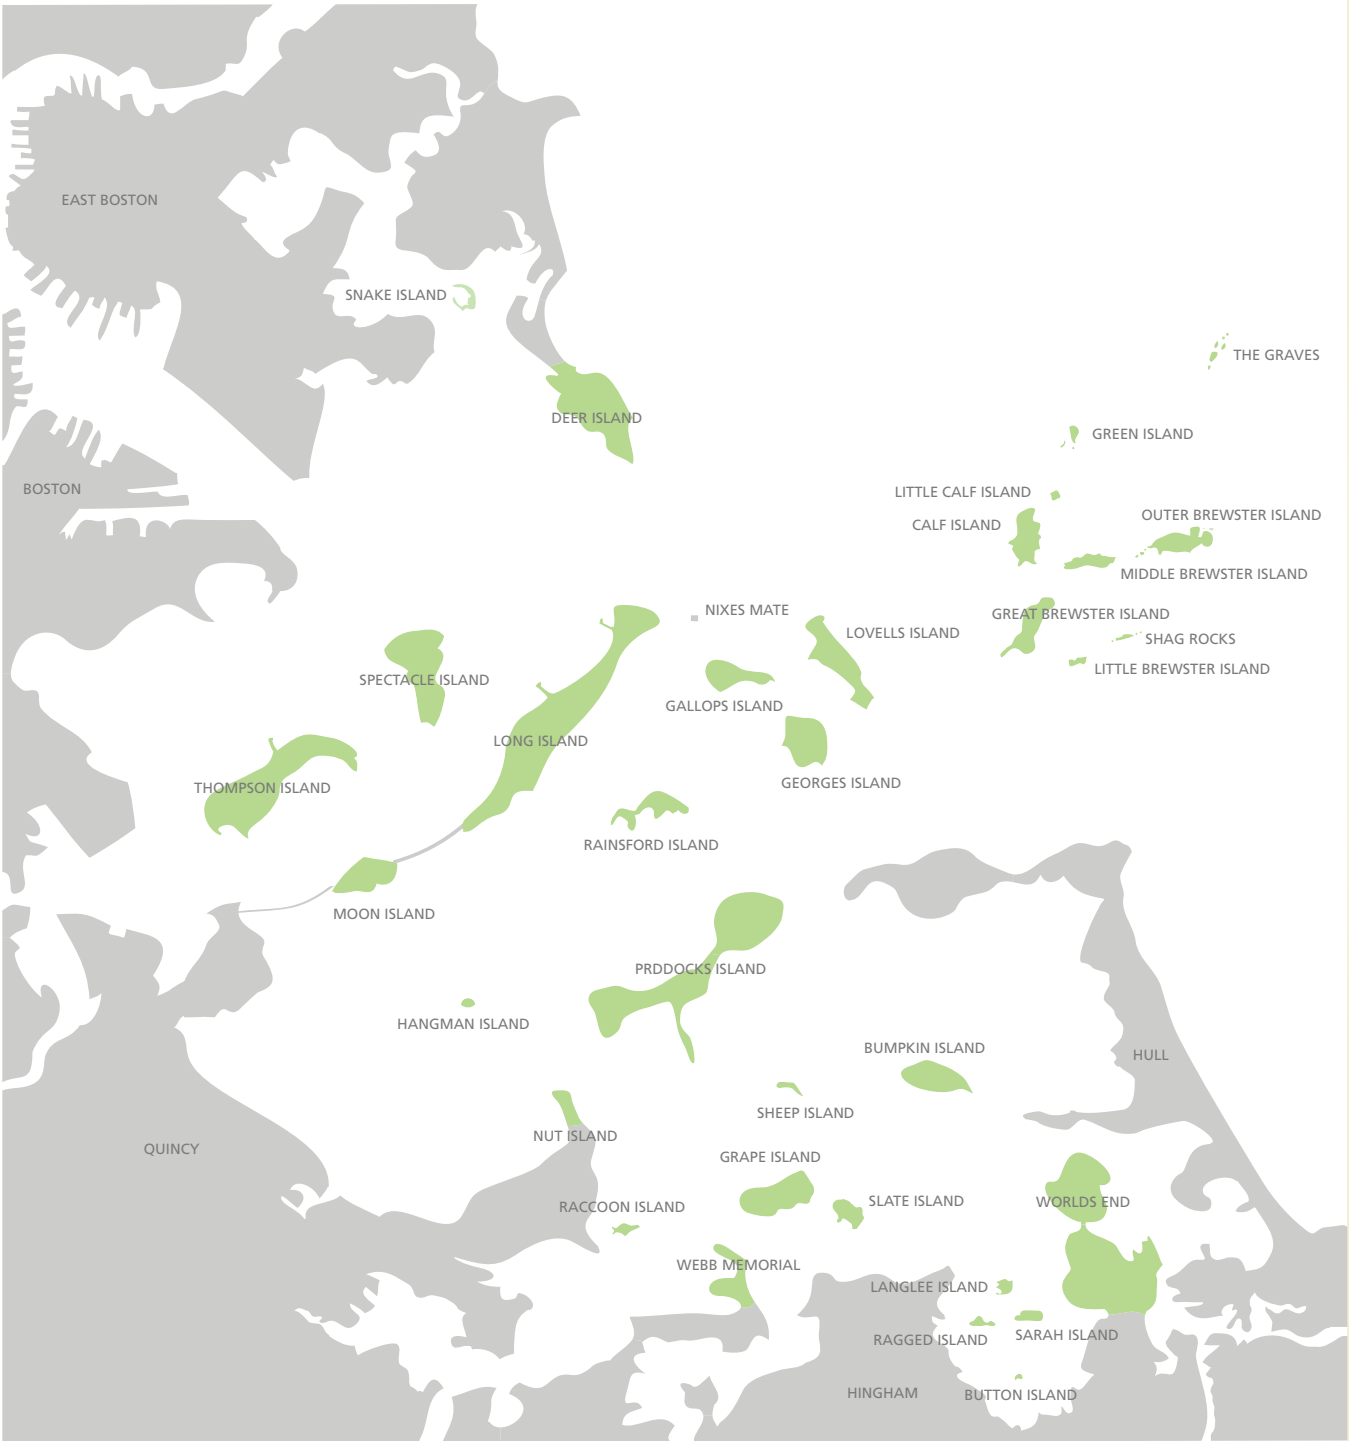 EAST BOSTON
SNAKE ISLAND
THE GRAVES
DEER ISLAND
GREEN ISLAND
BOSTON
LITTLE CALF ISLAND
OUTER BREWSTER ISLAND
CALF ISLAND
MIDDLE BREWSTER ISLAND
NIXES MATE
GREAT BREWSTER ISLAND
LOVELLS ISLAND
SHAG ROCKS
LITTLE BREWSTER ISLAND
SPECTACLE ISLAND
GALLOPS ISLAND
LONG ISLAND
GEORGES ISLAND
THOMPSON ISLAND
RAINSFORD ISLAND
MOON ISLAND
PRDDOCKS ISLAND
HANGMAN ISLAND
BUMPKIN ISLAND
HULL
SHEEP ISLAND
NUT ISLAND
QUINCY
GRAPE ISLAND
SLATE ISLAND
WORLDS END
RACCOON ISLAND
WEBB MEMORIAL
LANGLEE ISLAND
SARAH ISLAND
RAGGED ISLAND
HINGHAM
BUTTON ISLAND